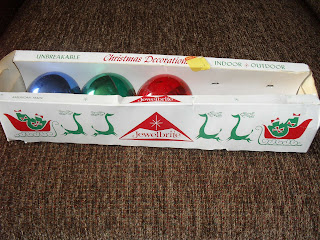 UNBREAKABLE Christmas Decorations INDOOR & OUTDOOR
Jewelbrite